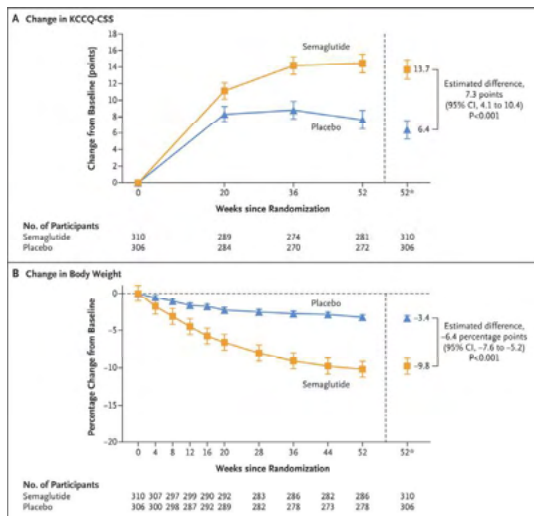 A Change in KCCQ-CSS
Change from Baseline (points)
18
16
14
12
10
8
6
4
2
0
Semaglutide
Placebo
13.7
6.4
Estimated difference,
7.3 points
(95% CI, 4.1 to 10.4)
P<0.001
0 20 36 52 52*
Weeks since Randomization
No. of Participants
Semaglutide 310 289 274 281 310
Placebo 306 284 270 272 306
B Change in Body Weight
Percentage Change from Baseline
0
−5
−10
−15
−20
Placebo
Semaglutide
−3.4
−9.8
Estimated difference,
−6.4 percentage points
(95% CI, −7.6 to −5.2)
P<0.001
0 4 8 12 16 20 28 36 44 52 52*
Weeks since Randomization
No. of Participants
Semaglutide 310 307 297 299 290 292 283 286 282 286 310
Placebo 306 300 298 287 292 289 282 278 273 278 306